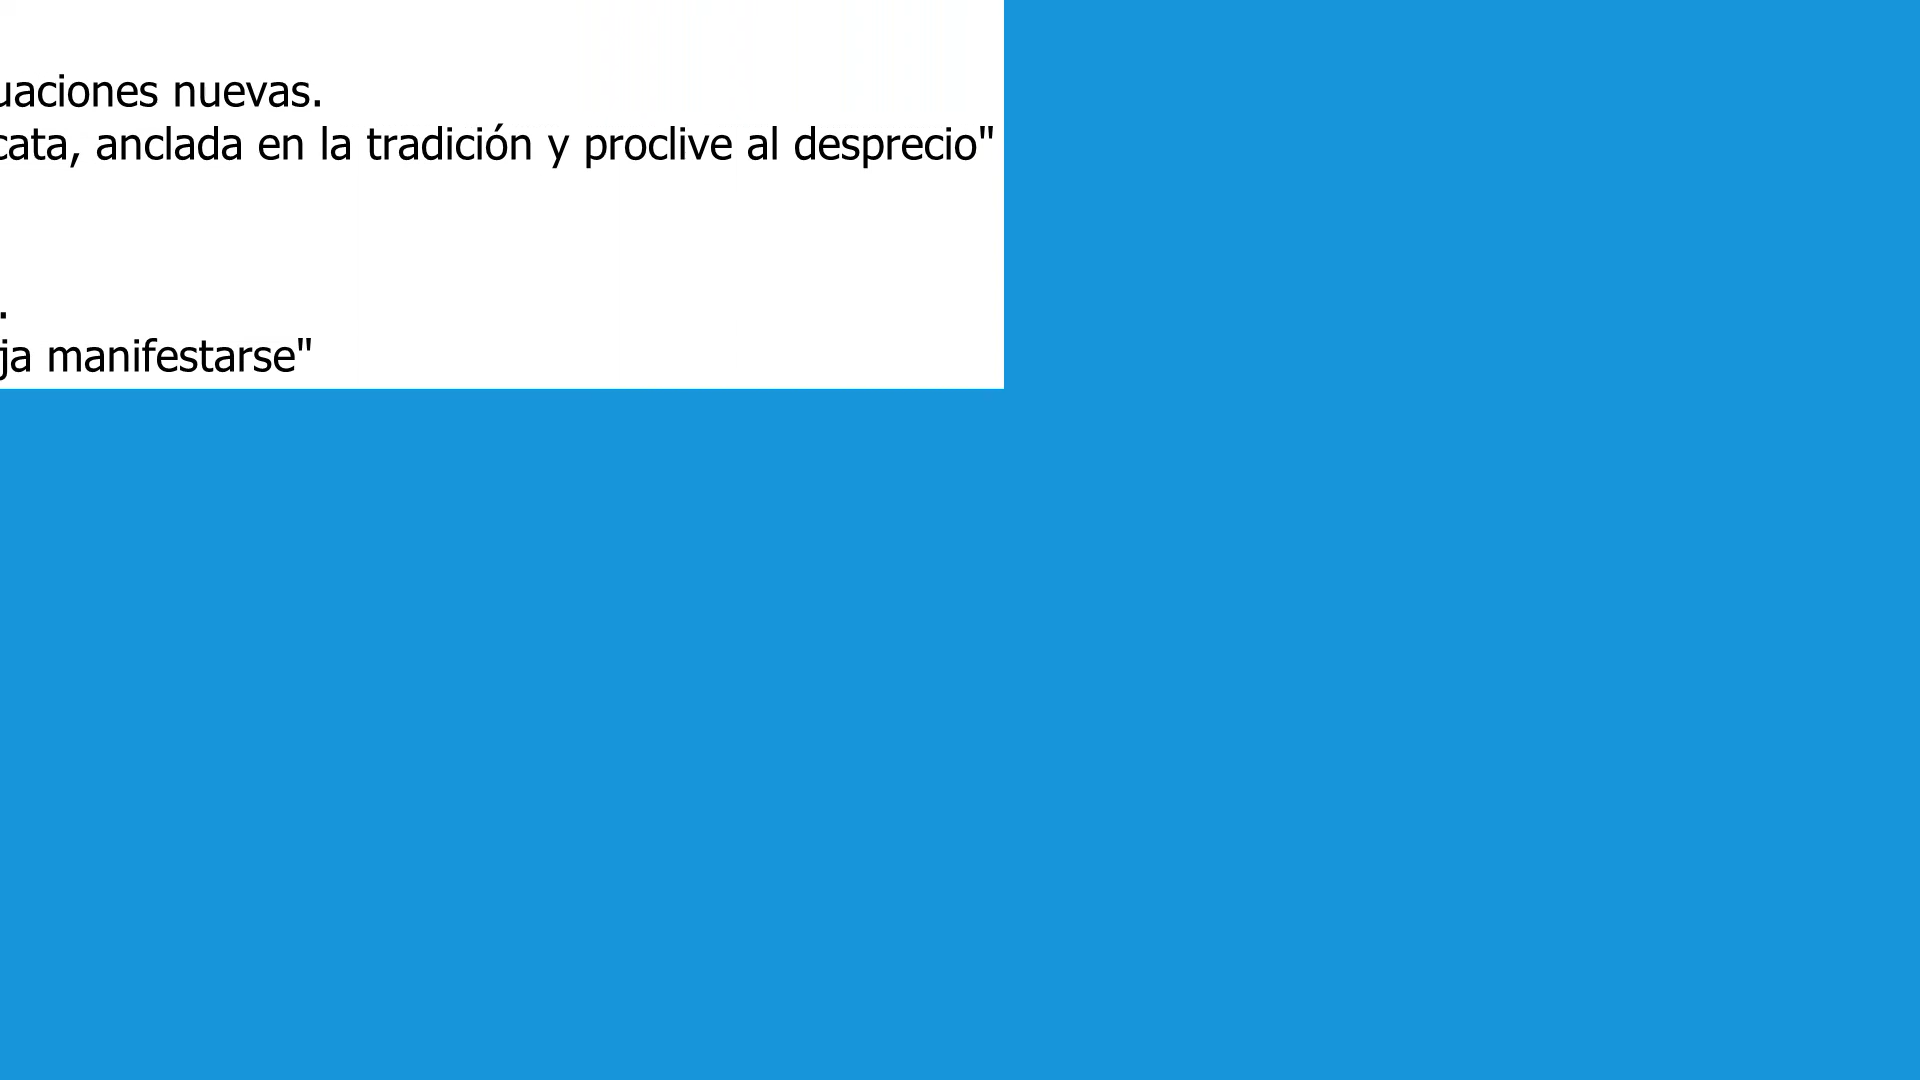 uaciones nuevas.
cata, anclada en la tradición y proclive al desprecio"
.
ja manifestarse"